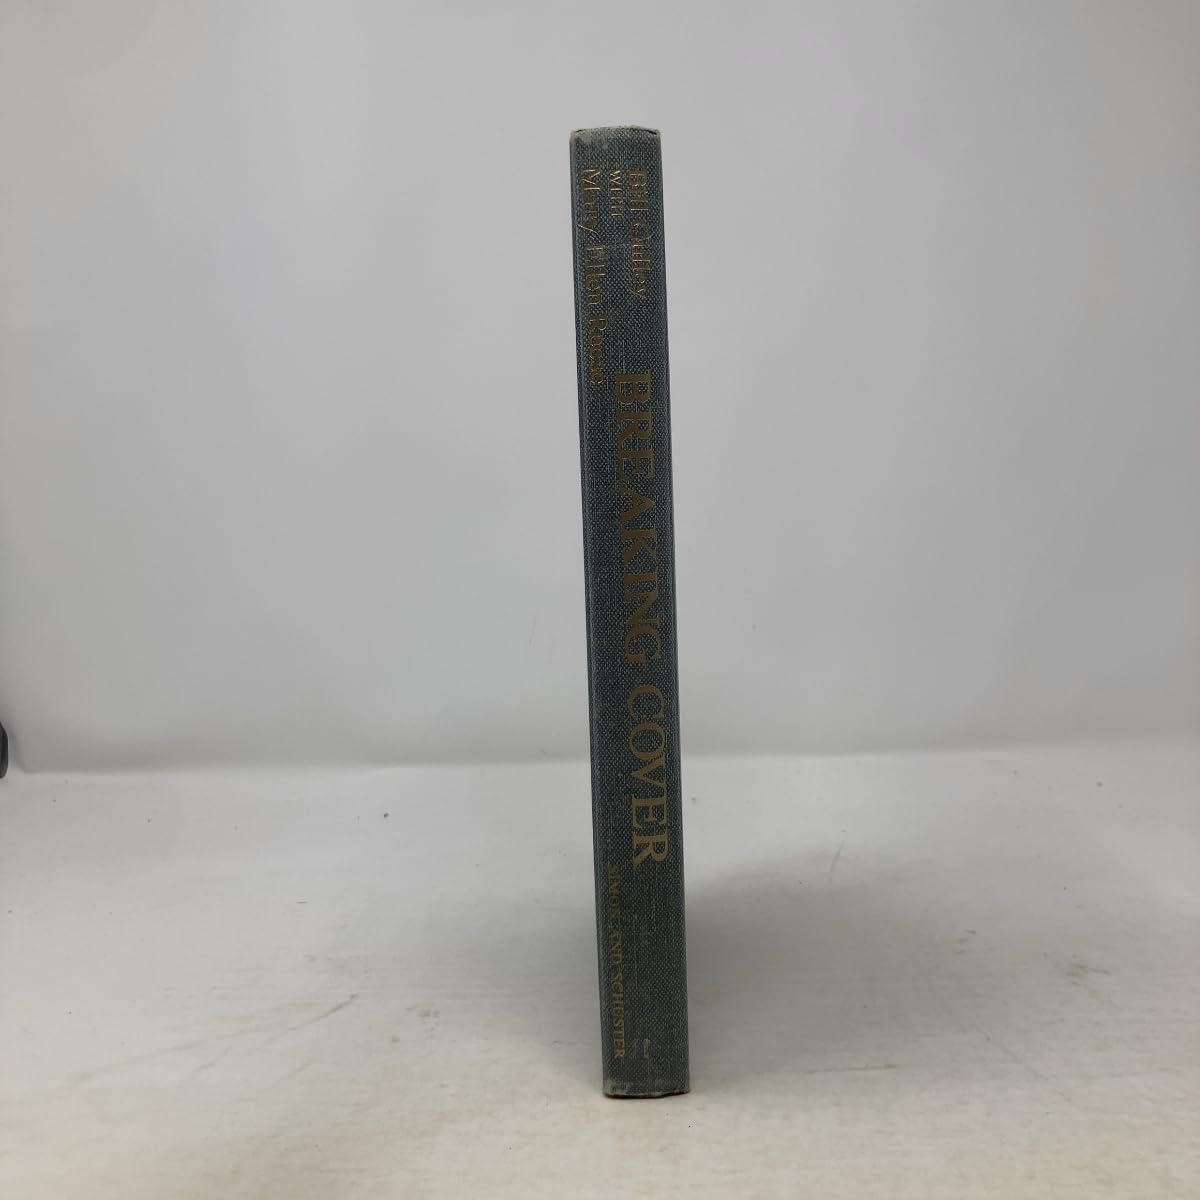 Bill Gulley
WITH
Mary Ellen Reese
BREAKING COVER
SIMON AND SCHUSTER